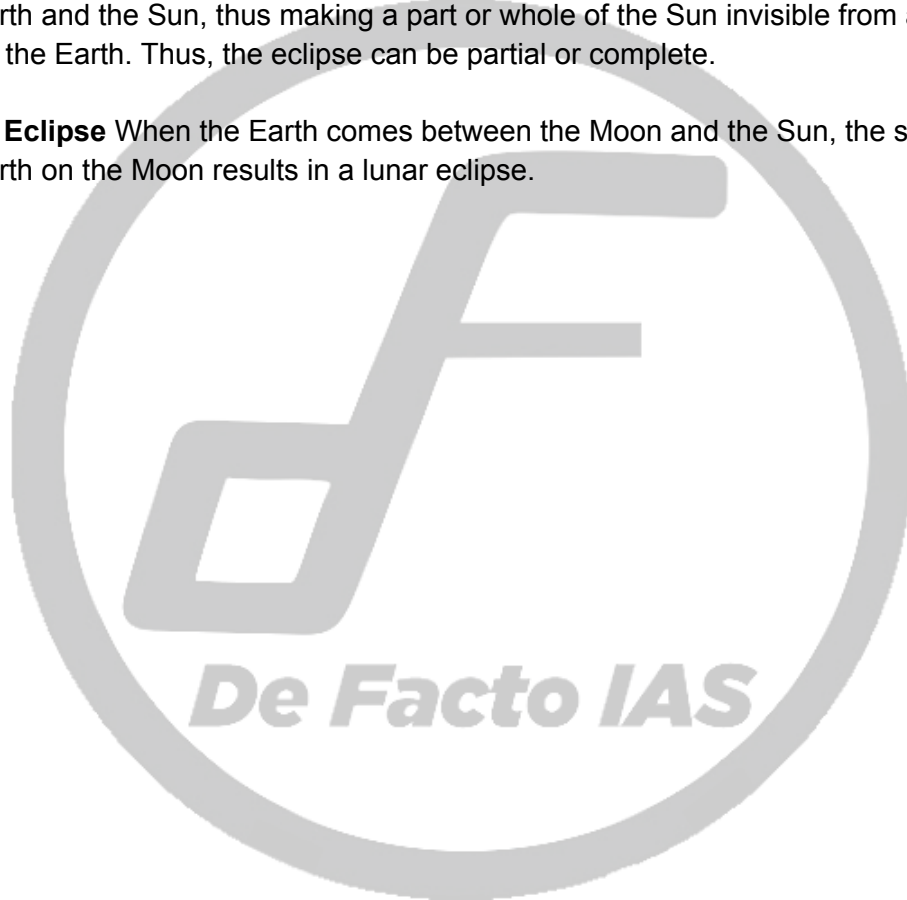 rth and the Sun, thus making a part or whole of the Sun invisible from
the Earth. Thus, the eclipse can be partial or complete.
Eclipse When the Earth comes between the Moon and the Sun, the s
rth on the Moon results in a lunar eclipse.
De Facto IAS